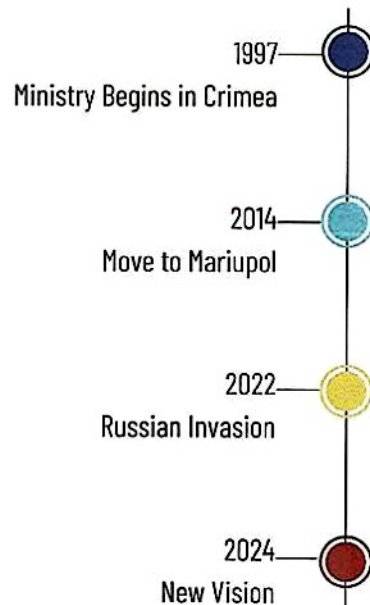 1997
Ministry Begins in Crimea
2014
Move to Mariupol
2022
Russian Invasion
2024
New Vision